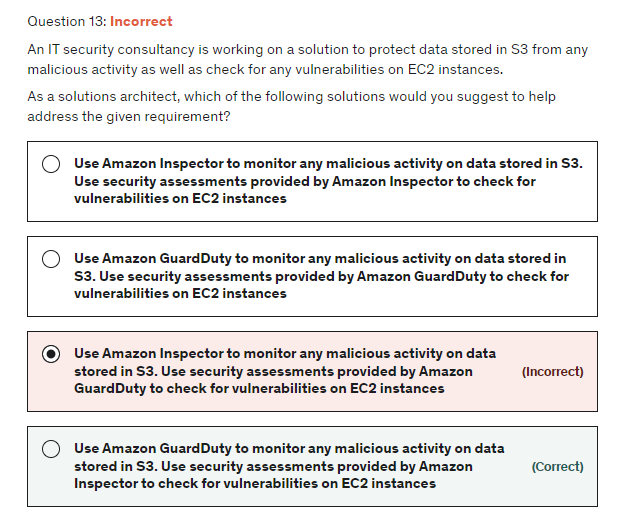 Question 13: Incorrect
An IT security consultancy is working on a solution to protect data stored in S3 from any
malicious activity as well as check for any vulnerabilities on EC2 instances.
As a solutions architect, which of the following solutions would you suggest to help
address the given requirement?
Use Amazon Inspector to monitor any malicious activity on data stored in S3.
Use security assessments provided by Amazon Inspector to check for
vulnerabilities on EC2 instances
Use Amazon GuardDuty to monitor any malicious activity on data stored in
S3. Use security assessments provided by Amazon GuardDuty to check for
vulnerabilities on EC2 instances
Use Amazon Inspector to monitor any malicious activity on data
stored in S3. Use security assessments provided by Amazon (Incorrect)
GuardDuty to check for vulnerabilities on EC2 instances
Use Amazon GuardDuty to monitor any malicious activity on data
stored in S3. Use security assessments provided by Amazon (Correct)
Inspector to check for vulnerabilities on EC2 instances